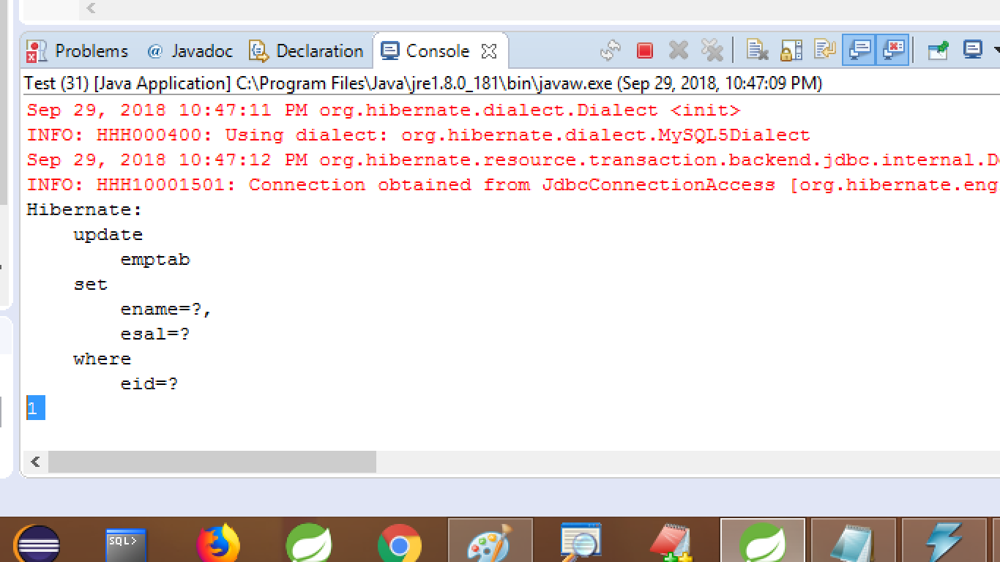 Problems @ Javadoc Declaration Console
Test (31) [Java Application] C:\Program Files\Java\jre1.8.0_181\bin\javaw.exe (Sep 29, 2018, 10:47:09 PM)
Sep 29, 2018 10:47:11 PM org.hibernate.dialect.Dialect <init>
INFO: HHH000400: Using dialect: org.hibernate.dialect.MySQL5Dialect
Sep 29, 2018 10:47:12 PM org.hibernate.resource.transaction.backend.jdbc.internal.D
INFO: HHH10001501: Connection obtained from JdbcConnectionAccess [org.hibernate.eng
Hibernate:
    update
        emptab
    set
        ename=?,
        esal=?
    where
        eid=?
1
SQL>